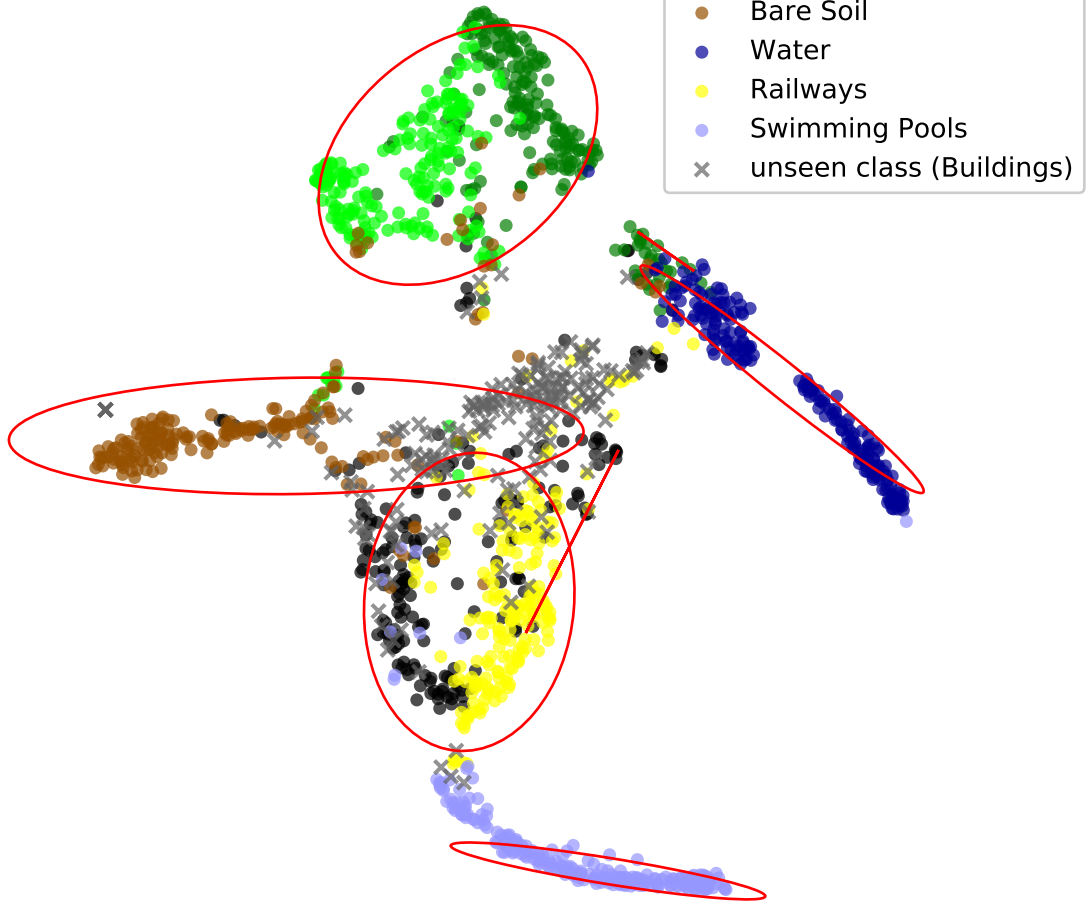 Bare Soil
Water
Railways
Swimming Pools
unseen class (Buildings)